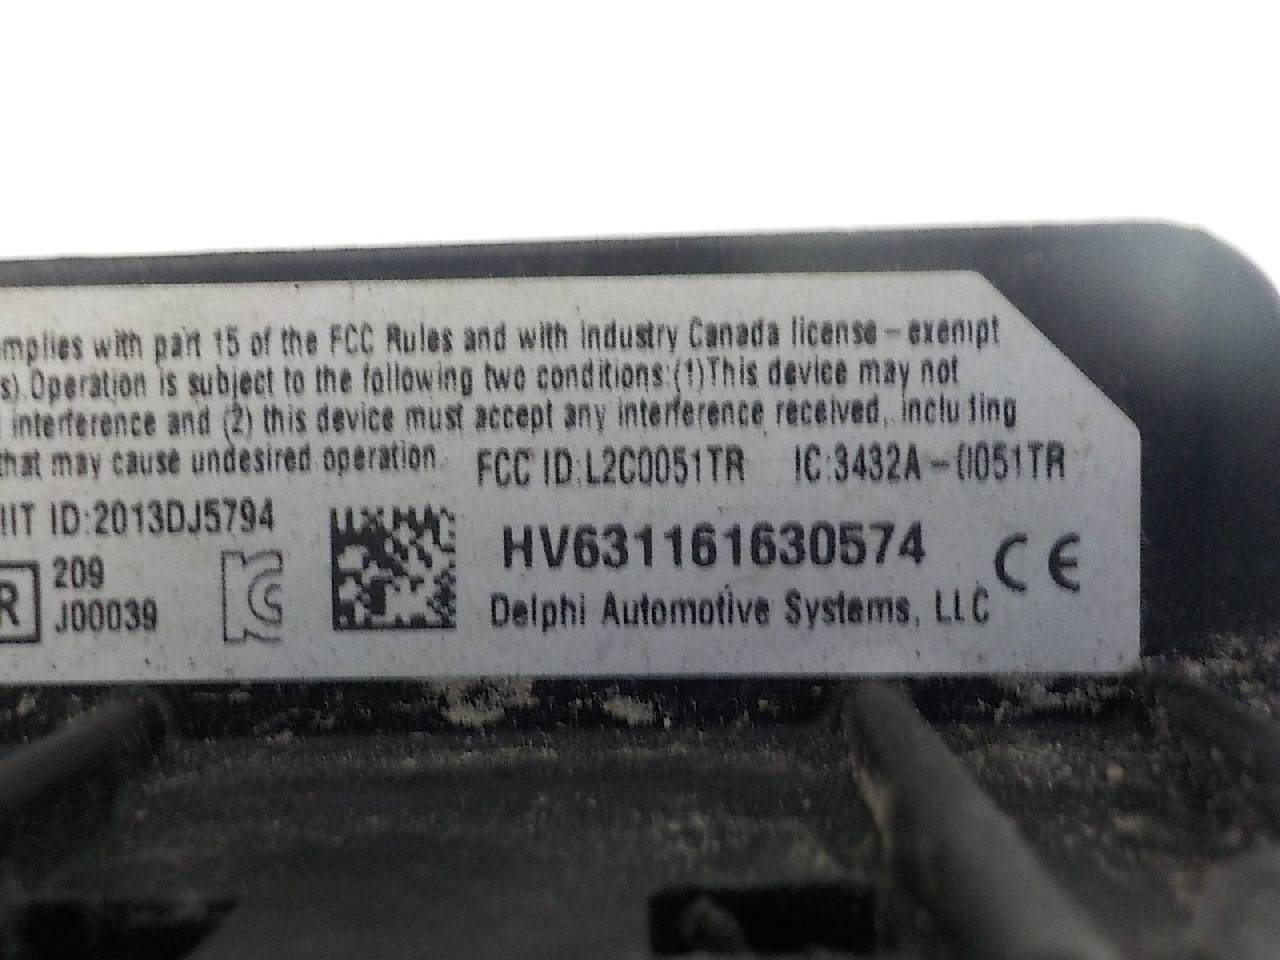 mplies with part 15 of the FCC Rules and with Industry Canada license-exempt
s).Operation is subject to the following two conditions:(1)This device may not
interference and (2) this device must accept any interference received, including
that may cause undesired operation. FCC ID:L2C0051TR IC:3432A-0051TR
IIT ID:2013DJ5794
HV631161630574
R 209
J00039
Delphi Automotive Systems, LLC
CE